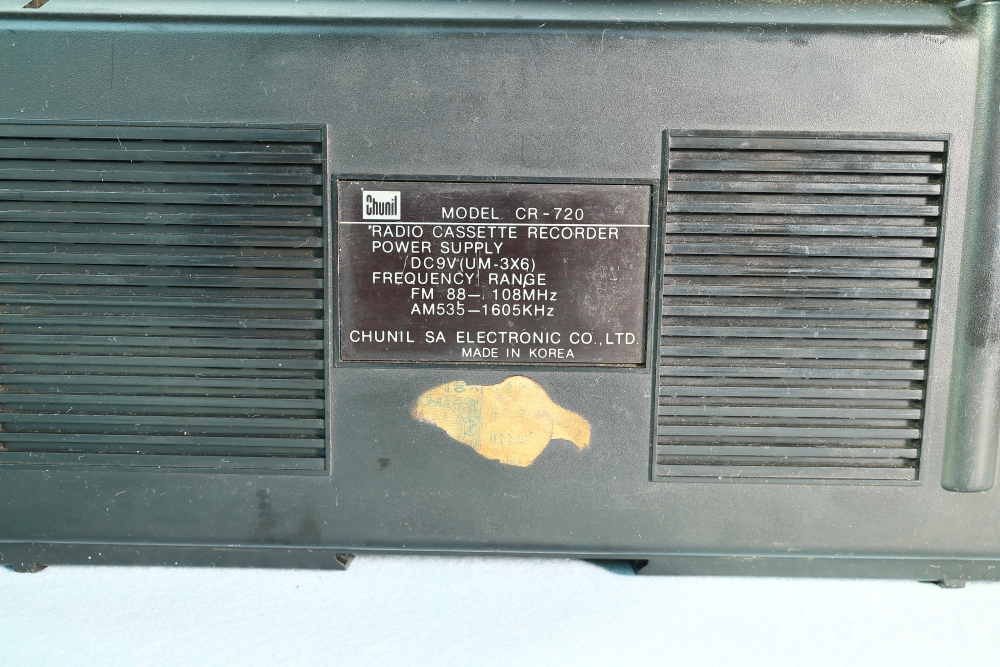 Chunil
MODEL CR-720
RADIO CASSETTE RECORDER
POWER SUPPLY
DC9V(UM-3X6)
FREQUENCY RANGE
FM 88—108MHz
AM535—1605KHz
CHUNIL SA ELECTRONIC CO.,LTD.
MADE IN KOREA
kobay